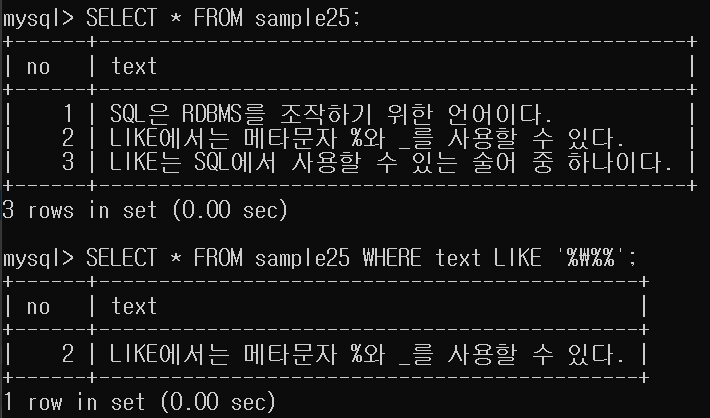 mysql> SELECT * FROM sample25;
+------+---------------------------------------------------+
| no | text |
+------+---------------------------------------------------+
| 1 | SQL은 RDBMS를 조작하기 위한 언어이다. |
| 2 | LIKE에서는 메타문자 %와 _를 사용할 수 있다. |
| 3 | LIKE는 SQL에서 사용할 수 있는 술어 중 하나이다. |
+------+---------------------------------------------------+
3 rows in set (0.00 sec)
mysql> SELECT * FROM sample25 WHERE text LIKE '%₩%%';
+------+----------------------------------------------+
| no | text |
+------+----------------------------------------------+
| 2 | LIKE에서는 메타문자 %와 _를 사용할 수 있다. |
+------+----------------------------------------------+
1 row in set (0.00 sec)